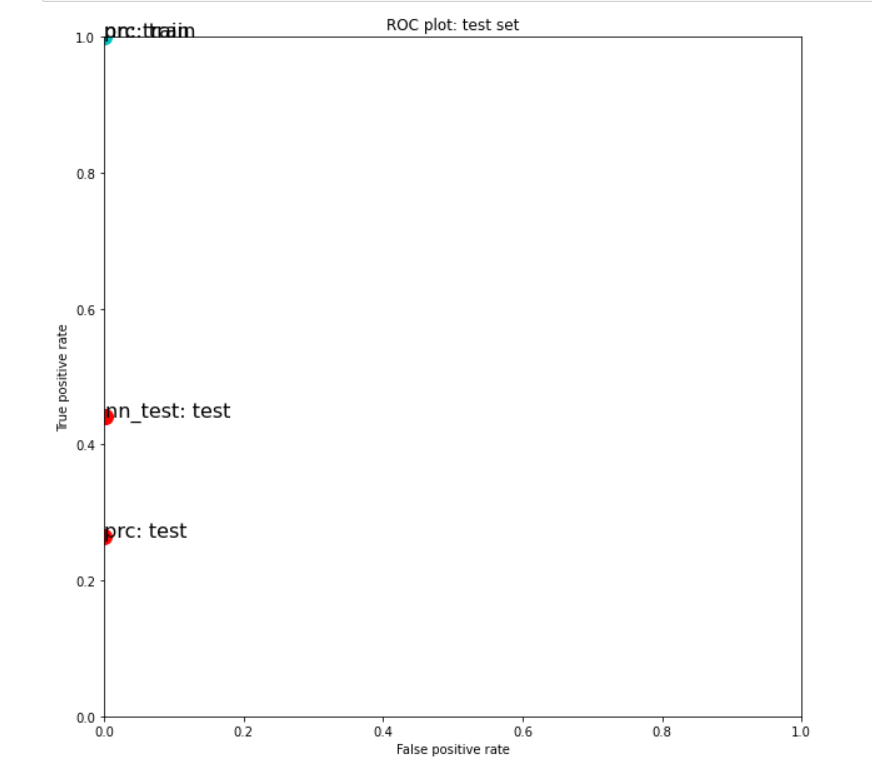 ROC plot: test set
prc: train
1.0
0.8
0.6
nn_test: test
0.4
prc: test
0.2
0.0
0.0 0.2 0.4 0.6 0.8 1.0
False positive rate
True positive rate